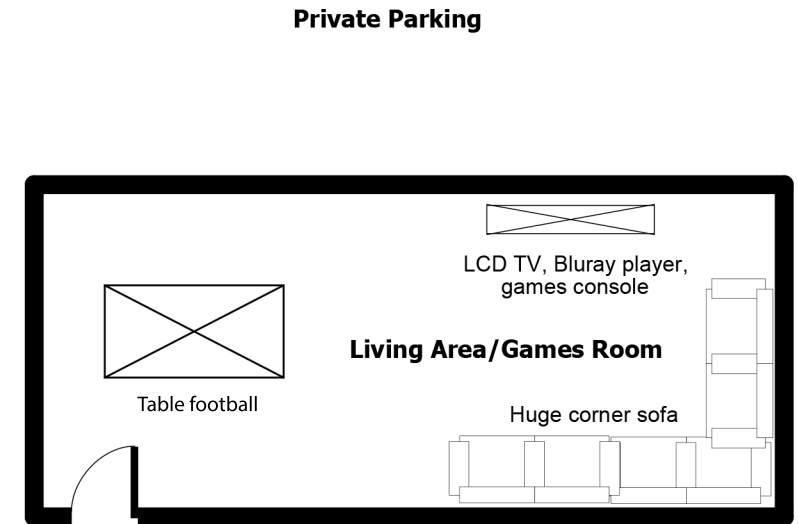 Private Parking
LCD TV, Bluray player,
games console
Living Area/Games Room
Table football
Huge corner sofa